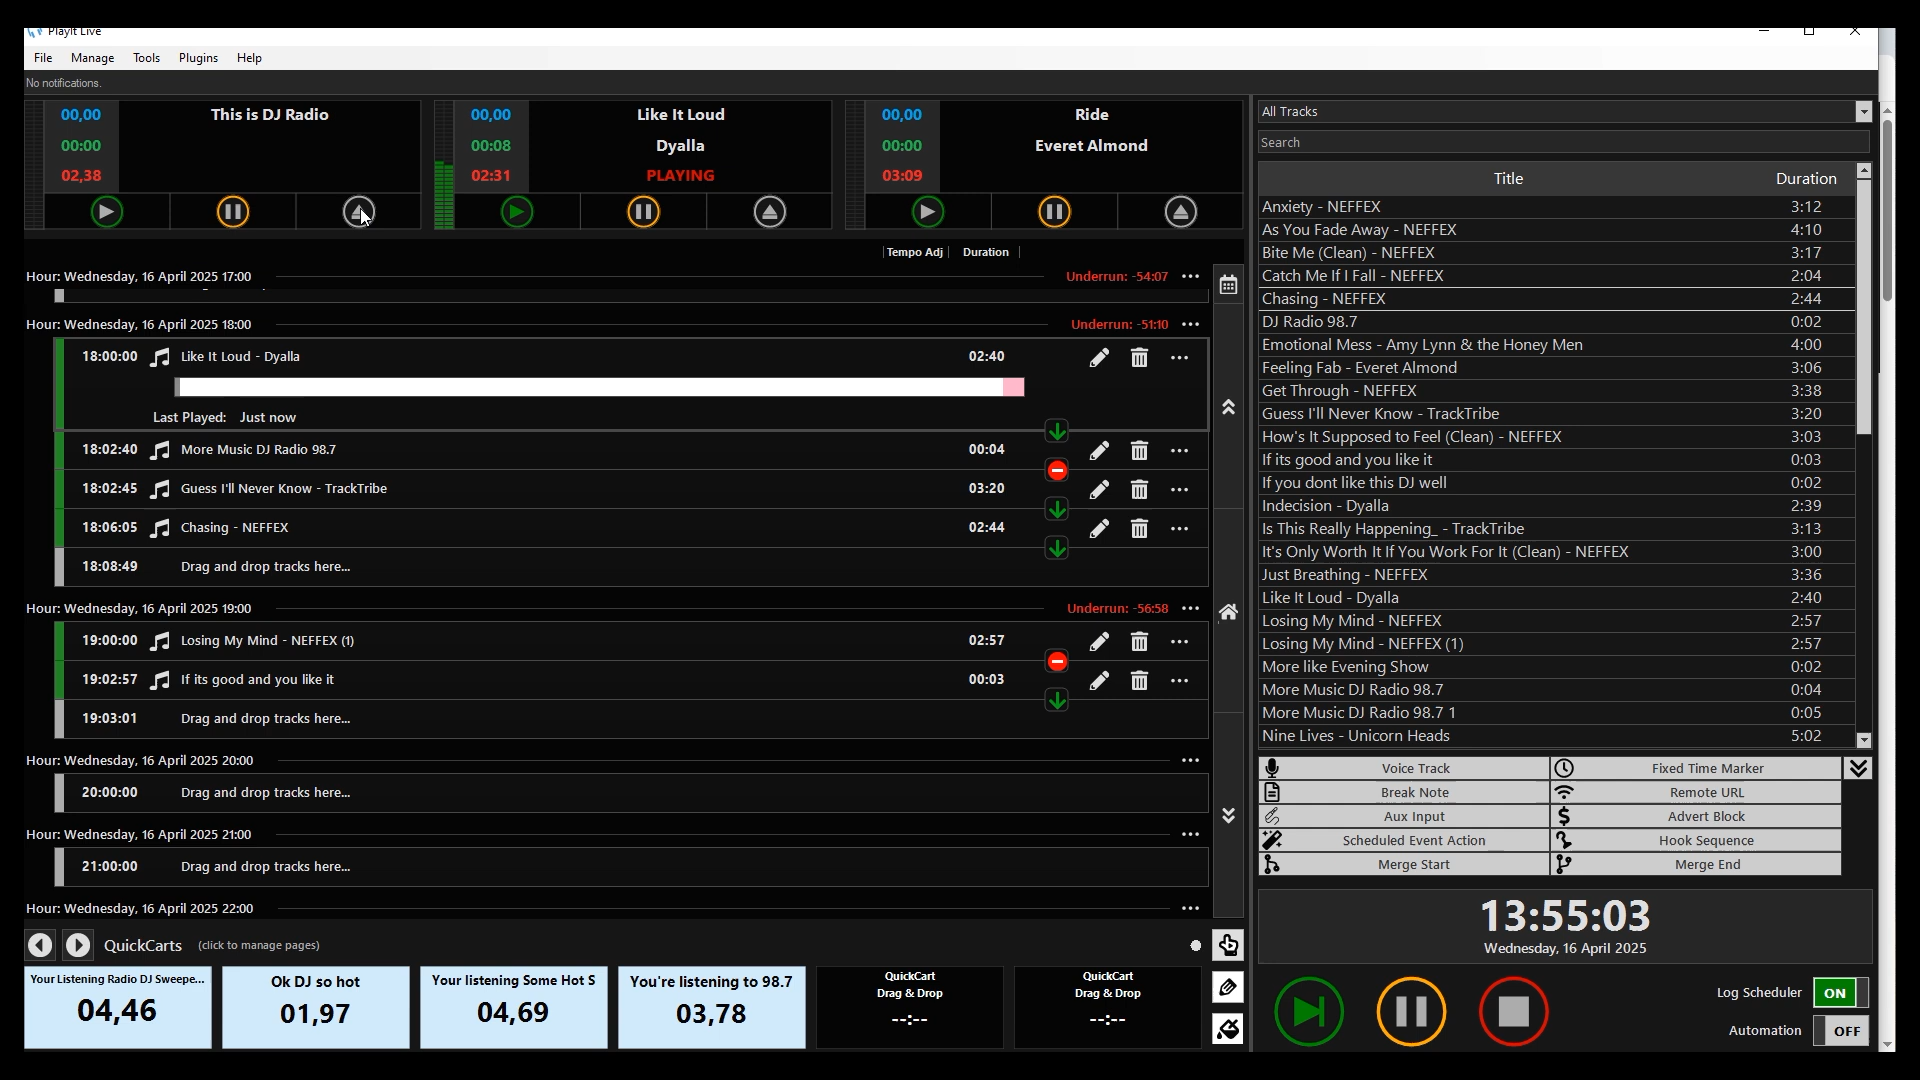 PlayIt Live
File Manage Tools Plugins Help
No notifications.
00,00 This is DJ Radio
00:00
02,38
00,00 Like It Loud
00:08 Dyalla
02:31 PLAYING
00,00 Ride
00:00 Everet Almond
03:09
Tempo Adj Duration
Hour: Wednesday, 16 April 2025 17:00 Underrun: -54:07
Hour: Wednesday, 16 April 2025 18:00 Underrun: -51:10
18:00:00 Like It Loud - Dyalla 02:40
Last Played: Just now
18:02:40 More Music DJ Radio 98.7 00:04
18:02:45 Guess I'll Never Know - TrackTribe 03:20
18:06:05 Chasing - NEFFEX 02:44
18:08:49 Drag and drop tracks here...
Hour: Wednesday, 16 April 2025 19:00 Underrun: -56:58
19:00:00 Losing My Mind - NEFFEX (1) 02:57
19:02:57 If its good and you like it 00:03
19:03:01 Drag and drop tracks here...
Hour: Wednesday, 16 April 2025 20:00
20:00:00 Drag and drop tracks here...
Hour: Wednesday, 16 April 2025 21:00
21:00:00 Drag and drop tracks here...
Hour: Wednesday, 16 April 2025 22:00
QuickCarts (click to manage pages)
Your Listening Radio DJ Sweepe...
04,46
Ok DJ so hot
01,97
Your listening Some Hot S
04,69
You're listening to 98.7
03,78
QuickCart
Drag & Drop
--:--
QuickCart
Drag & Drop
--:--
All Tracks
Search
Title Duration
Anxiety - NEFFEX 3:12
As You Fade Away - NEFFEX 4:10
Bite Me (Clean) - NEFFEX 3:17
Catch Me If I Fall - NEFFEX 2:04
Chasing - NEFFEX 2:44
DJ Radio 98.7 0:02
Emotional Mess - Amy Lynn & the Honey Men 4:00
Feeling Fab - Everet Almond 3:06
Get Through - NEFFEX 3:38
Guess I'll Never Know - TrackTribe 3:20
How's It Supposed to Feel (Clean) - NEFFEX 3:03
If its good and you like it 0:03
If you dont like this DJ well 0:02
Indecision - Dyalla 2:39
Is This Really Happening_ - TrackTribe 3:13
It's Only Worth It If You Work For It (Clean) - NEFFEX 3:00
Just Breathing - NEFFEX 3:36
Like It Loud - Dyalla 2:40
Losing My Mind - NEFFEX 2:57
Losing My Mind - NEFFEX (1) 2:57
More like Evening Show 0:02
More Music DJ Radio 98.7 0:04
More Music DJ Radio 98.7 1 0:05
Nine Lives - Unicorn Heads 5:02
Voice Track Fixed Time Marker
Break Note Remote URL
Aux Input Advert Block
Scheduled Event Action Hook Sequence
Merge Start Merge End
13:55:03
Wednesday, 16 April 2025
Log Scheduler ON
Automation OFF